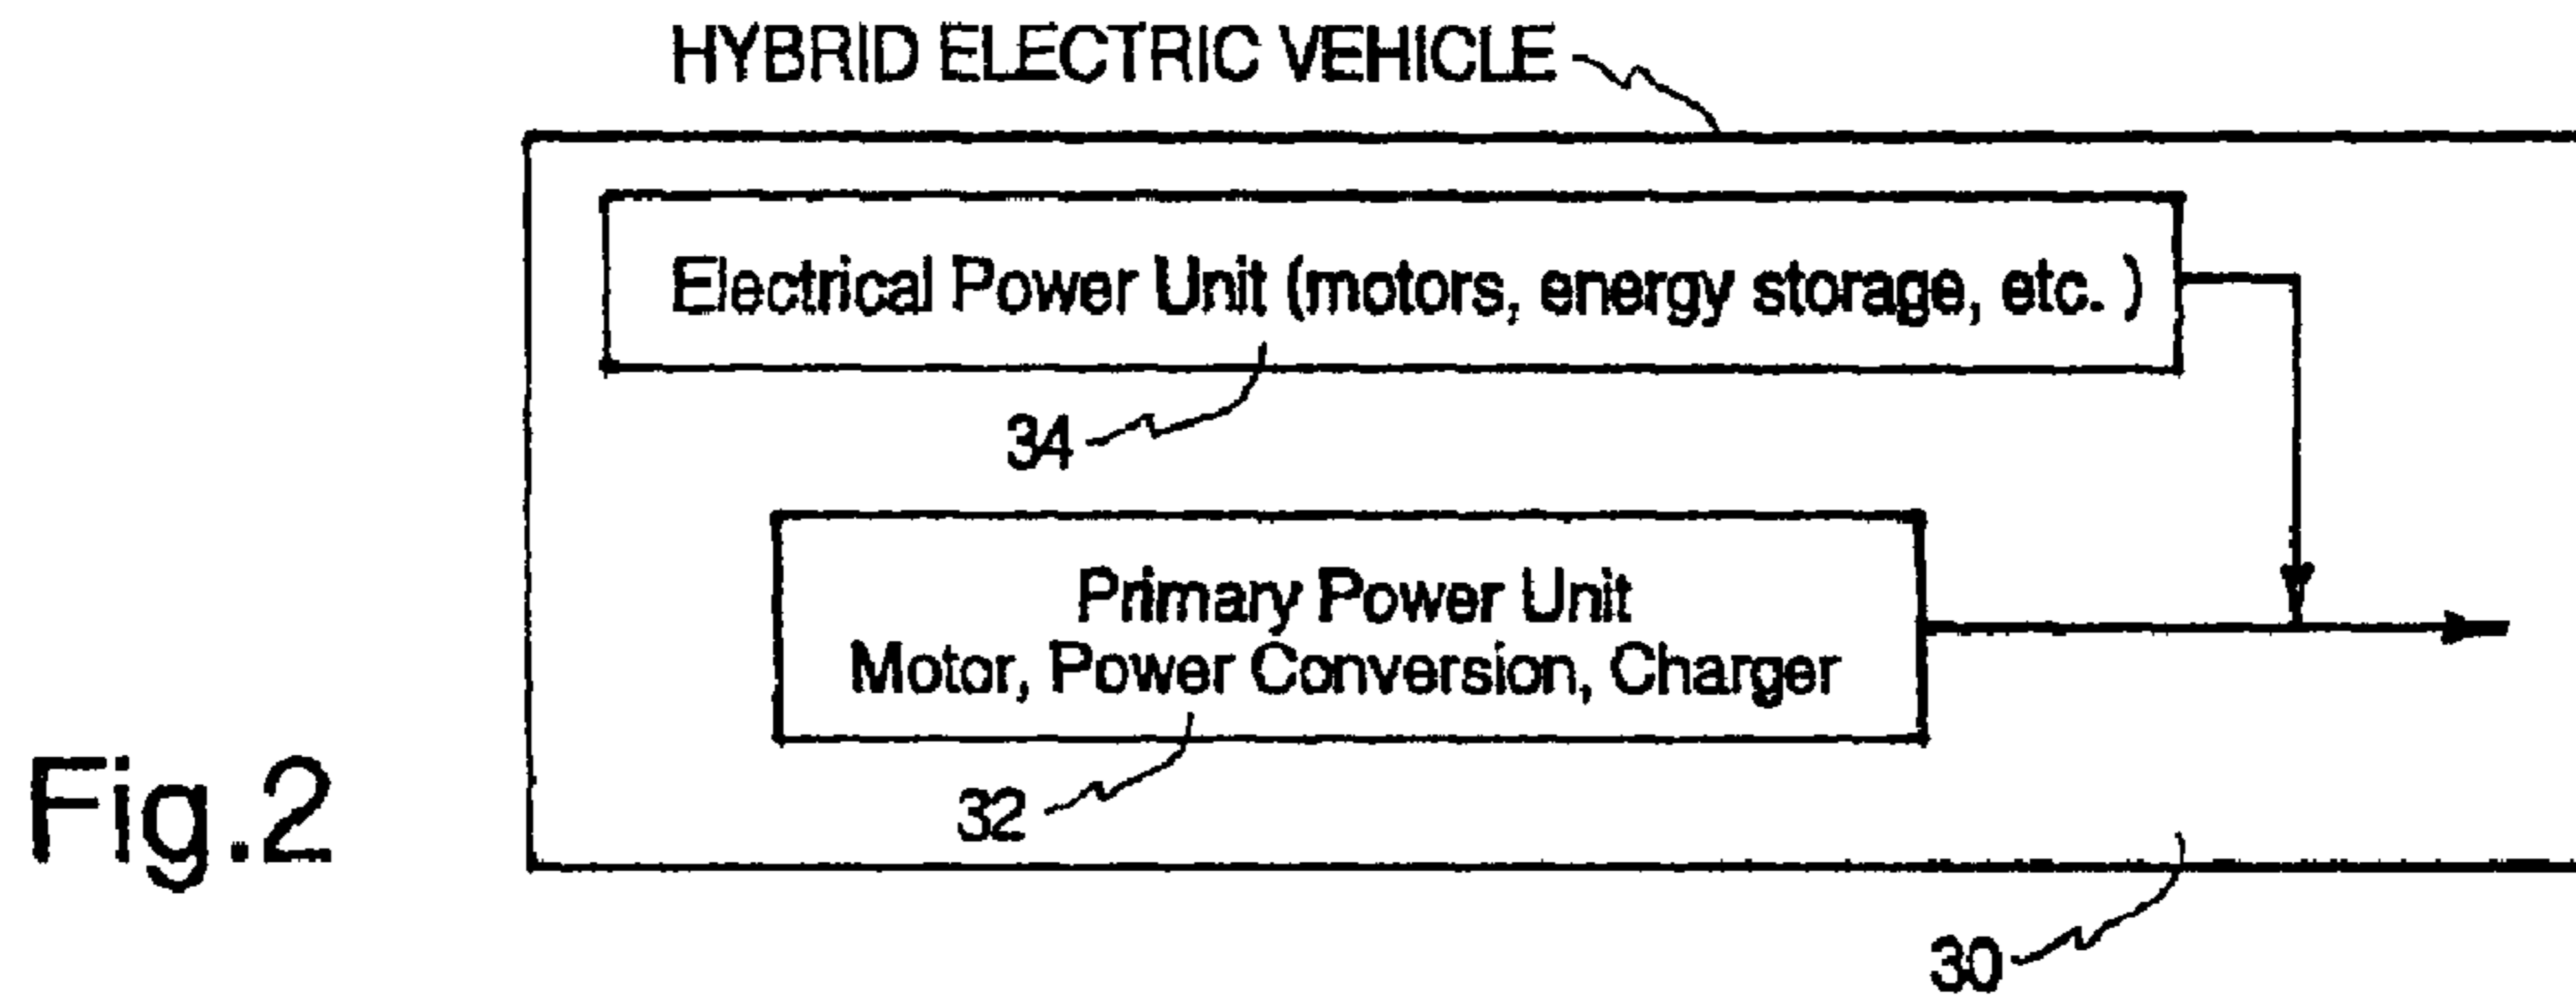 HYBRID ELECTRIC VEHICLE
Electrical Power Unit (motors, energy storage, etc. )
34
Primary Power Unit
Motor, Power Conversion, Charger
32
Fig.2
30